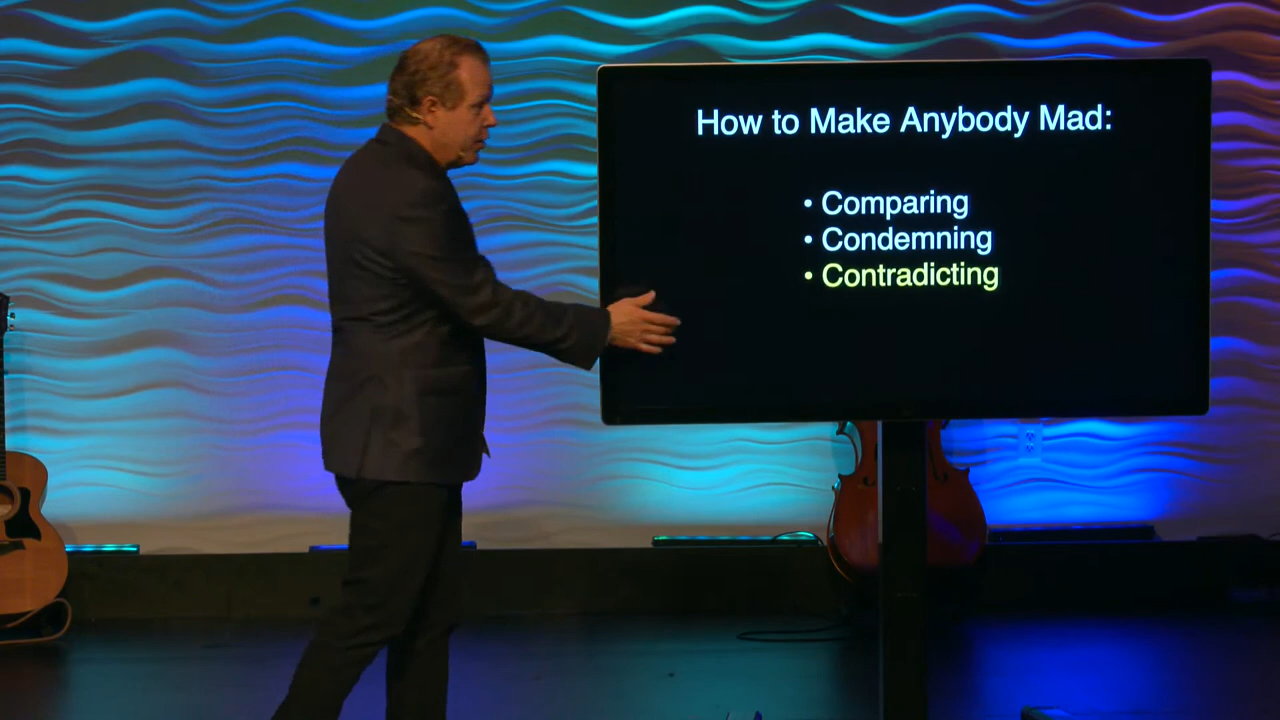 How to Make Anybody Mad:
• Comparing
• Condemning
• Contradicting